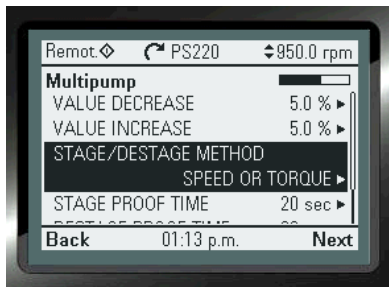 Remot. PS220 950.0 rpm
Multipump
VALUE DECREASE 5.0 %
VALUE INCREASE 5.0 %
STAGE/DESTAGE METHOD
SPEED OR TORQUE
STAGE PROOF TIME 20 sec
Back 01:13 p.m. Next